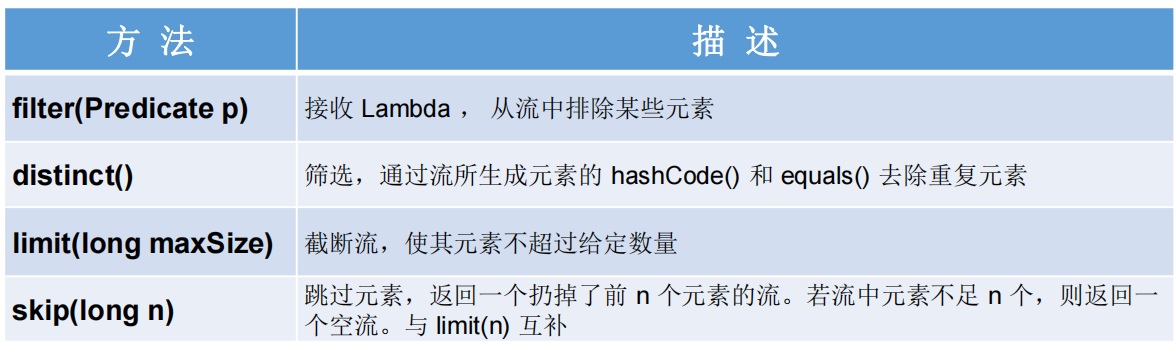 方 法
描 述
filter(Predicate p)
接收 Lambda ， 从流中排除某些元素
distinct()
筛选，通过流所生成元素的 hashCode() 和 equals() 去除重复元素
limit(long maxSize)
截断流，使其元素不超过给定数量
skip(long n)
跳过元素，返回一个扔掉了前 n 个元素的流。若流中元素不足 n 个，则返回一
个空流。与 limit(n) 互补